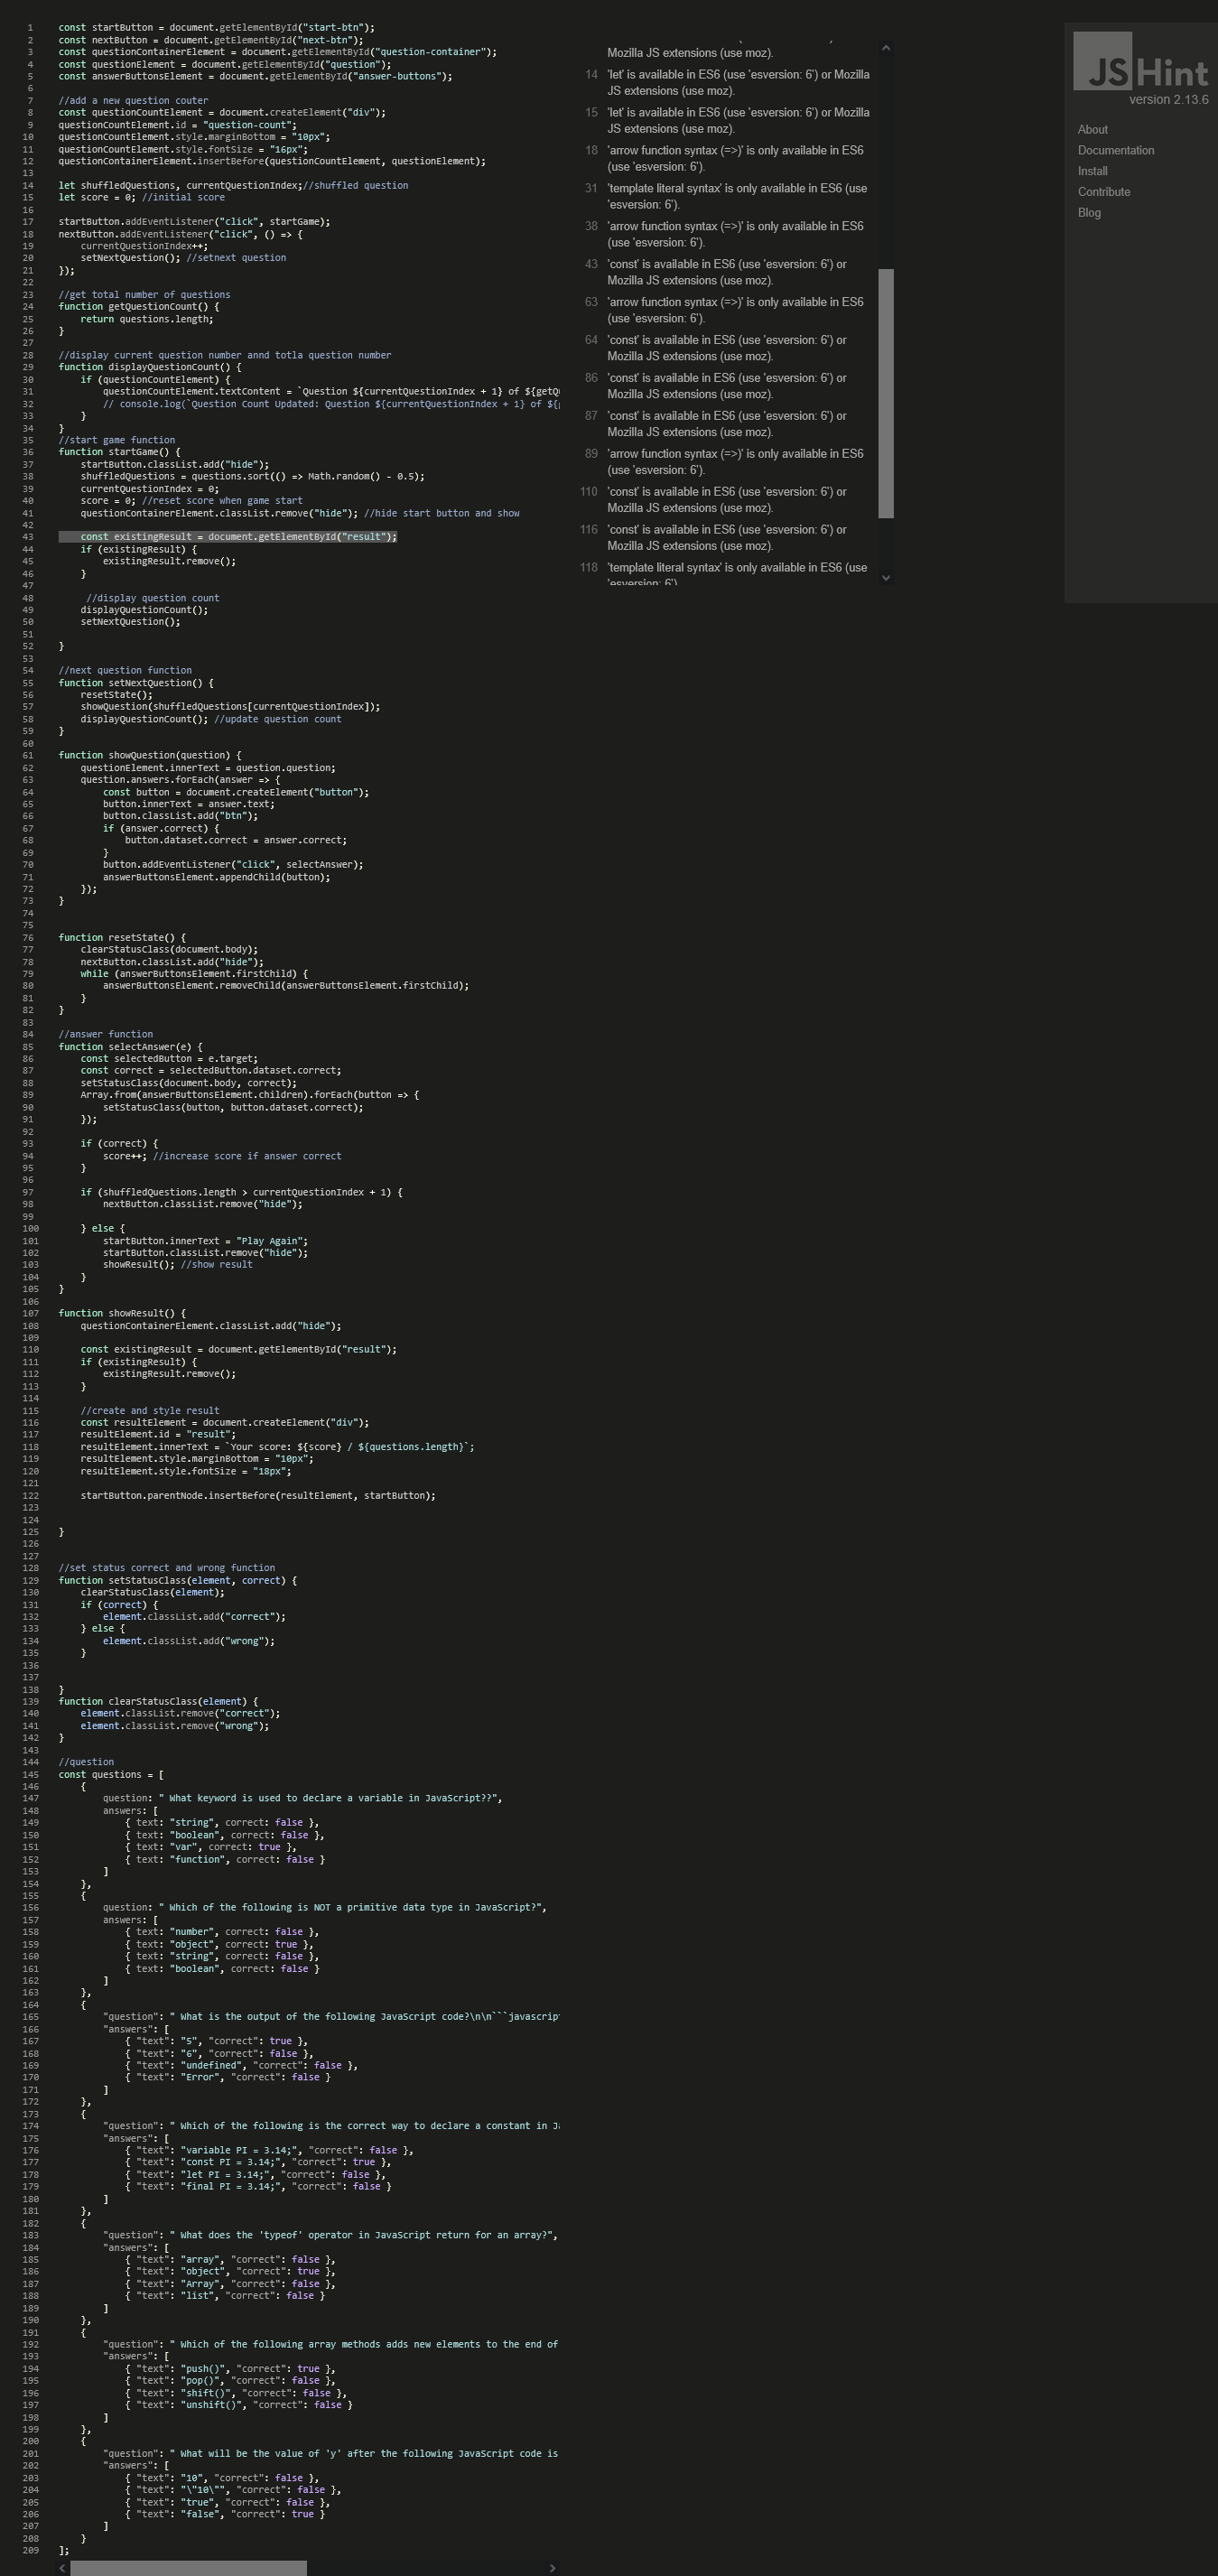 1 const startButton = document.getElementById("start-btn");
2 const nextButton = document.getElementById("next-btn");
3 const questionContainerElement = document.getElementById("question-container");
4 const questionElement = document.getElementById("question");
5 const answerButtonsElement = document.getElementById("answer-buttons");
6
7 //add a new question couter
8 const questionCountElement = document.createElement("div");
9 questionCountElement.id = "question-count";
10 questionCountElement.style.marginBottom = "10px";
11 questionCountElement.style.fontSize = "16px";
12 questionContainerElement.insertBefore(questionCountElement, questionElement);
13
14 let shuffledQuestions, currentQuestionIndex;//shuffled question
15 let score = 0; //initial score
16
17 startButton.addEventListener("click", startGame);
18 nextButton.addEventListener("click", () => {
19 currentQuestionIndex++;
20 setNextQuestion(); //setnext question
21 });
22
23 //get total number of questions
24 function getQuestionCount() {
25 return questions.length;
26 }
27
28 //display current question number annd totla question number
29 function displayQuestionCount() {
30 if (questionCountElement) {
31 questionCountElement.textContent = `Question ${currentQuestionIndex + 1} of ${getQu
32 // console.log(`Question Count Updated: Question ${currentQuestionIndex + 1} of ${
33 }
34 }
35 //start game function
36 function startGame() {
37 startButton.classList.add("hide");
38 shuffledQuestions = questions.sort(() => Math.random() - 0.5);
39 currentQuestionIndex = 0;
40 score = 0; //reset score when game start
41 questionContainerElement.classList.remove("hide"); //hide start button and show
42
43 const existingResult = document.getElementById("result");
44 if (existingResult) {
45 existingResult.remove();
46 }
47
48 //display question count
49 displayQuestionCount();
50 setNextQuestion();
51
52 }
53
54 //next question function
55 function setNextQuestion() {
56 resetState();
57 showQuestion(shuffledQuestions[currentQuestionIndex]);
58 displayQuestionCount(); //update question count
59 }
60
61 function showQuestion(question) {
62 questionElement.innerText = question.question;
63 question.answers.forEach(answer => {
64 const button = document.createElement("button");
65 button.innerText = answer.text;
66 button.classList.add("btn");
67 if (answer.correct) {
68 button.dataset.correct = answer.correct;
69 }
70 button.addEventListener("click", selectAnswer);
71 answerButtonsElement.appendChild(button);
72 });
73 }
74
75
76 function resetState() {
77 clearStatusClass(document.body);
78 nextButton.classList.add("hide");
79 while (answerButtonsElement.firstChild) {
80 answerButtonsElement.removeChild(answerButtonsElement.firstChild);
81 }
82 }
83
84 //answer function
85 function selectAnswer(e) {
86 const selectedButton = e.target;
87 const correct = selectedButton.dataset.correct;
88 setStatusClass(document.body, correct);
89 Array.from(answerButtonsElement.children).forEach(button => {
90 setStatusClass(button, button.dataset.correct);
91 });
92
93 if (correct) {
94 score++; //increase score if answer correct
95 }
96
97 if (shuffledQuestions.length > currentQuestionIndex + 1) {
98 nextButton.classList.remove("hide");
99
100 } else {
101 startButton.innerText = "Play Again";
102 startButton.classList.remove("hide");
103 showResult(); //show result
104 }
105 }
106
107 function showResult() {
108 questionContainerElement.classList.add("hide");
109
110 const existingResult = document.getElementById("result");
111 if (existingResult) {
112 existingResult.remove();
113 }
114
115 //create and style result
116 const resultElement = document.createElement("div");
117 resultElement.id = "result";
118 resultElement.innerText = `Your score: ${score} / ${questions.length}`;
119 resultElement.style.marginBottom = "10px";
120 resultElement.style.fontSize = "18px";
121
122 startButton.parentNode.insertBefore(resultElement, startButton);
123
124
125 }
126
127
128 //set status correct and wrong function
129 function setStatusClass(element, correct) {
130 clearStatusClass(element);
131 if (correct) {
132 element.classList.add("correct");
133 } else {
134 element.classList.add("wrong");
135 }
136
137
138 }
139 function clearStatusClass(element) {
140 element.classList.remove("correct");
141 element.classList.remove("wrong");
142 }
143
144 //question
145 const questions = [
146 {
147 question: " What keyword is used to declare a variable in JavaScript??",
148 answers: [
149 { text: "string", correct: false },
150 { text: "boolean", correct: false },
151 { text: "var", correct: true },
152 { text: "function", correct: false }
153 ]
154 },
155 {
156 question: " Which of the following is NOT a primitive data type in JavaScript?",
157 answers: [
158 { text: "number", correct: false },
159 { text: "object", correct: true },
160 { text: "string", correct: false },
161 { text: "boolean", correct: false }
162 ]
163 },
164 {
165 "question": " What is the output of the following JavaScript code?\n\n```javascript
166 "answers": [
167 { "text": "5", "correct": true },
168 { "text": "6", "correct": false },
169 { "text": "undefined", "correct": false },
170 { "text": "Error", "correct": false }
171 ]
172 },
173 {
174 "question": " Which of the following is the correct way to declare a constant in Ja
175 "answers": [
176 { "text": "variable PI = 3.14;", "correct": false },
177 { "text": "const PI = 3.14;", "correct": true },
178 { "text": "let PI = 3.14;", "correct": false },
179 { "text": "final PI = 3.14;", "correct": false }
180 ]
181 },
182 {
183 "question": " What does the 'typeof' operator in JavaScript return for an array?",
184 "answers": [
185 { "text": "array", "correct": false },
186 { "text": "object", "correct": true },
187 { "text": "Array", "correct": false },
188 { "text": "list", "correct": false }
189 ]
190 },
191 {
192 "question": " Which of the following array methods adds new elements to the end of
193 "answers": [
194 { "text": "push()", "correct": true },
195 { "text": "pop()", "correct": false },
196 { "text": "shift()", "correct": false },
197 { "text": "unshift()", "correct": false }
198 ]
199 },
200 {
201 "question": " What will be the value of 'y' after the following JavaScript code is
202 "answers": [
203 { "text": "10", "correct": false },
204 { "text": "\"10\"", "correct": false },
205 { "text": "true", "correct": false },
206 { "text": "false", "correct": true }
207 ]
208 }
209 ];
Mozilla JS extensions (use moz).
14 'let' is available in ES6 (use 'esversion: 6') or Mozilla
JS extensions (use moz).
15 'let' is available in ES6 (use 'esversion: 6') or Mozilla
JS extensions (use moz).
18 'arrow function syntax (=>)' is only available in ES6
(use 'esversion: 6').
31 'template literal syntax' is only available in ES6 (use
'esversion: 6').
38 'arrow function syntax (=>)' is only available in ES6
(use 'esversion: 6').
43 'const' is available in ES6 (use 'esversion: 6') or
Mozilla JS extensions (use moz).
63 'arrow function syntax (=>)' is only available in ES6
(use 'esversion: 6').
64 'const' is available in ES6 (use 'esversion: 6') or
Mozilla JS extensions (use moz).
86 'const' is available in ES6 (use 'esversion: 6') or
Mozilla JS extensions (use moz).
87 'const' is available in ES6 (use 'esversion: 6') or
Mozilla JS extensions (use moz).
89 'arrow function syntax (=>)' is only available in ES6
(use 'esversion: 6').
110 'const' is available in ES6 (use 'esversion: 6') or
Mozilla JS extensions (use moz).
116 'const' is available in ES6 (use 'esversion: 6') or
Mozilla JS extensions (use moz).
118 'template literal syntax' is only available in ES6 (use
'esversion: 6').
JSHint
version 2.13.6
About
Documentation
Install
Contribute
Blog